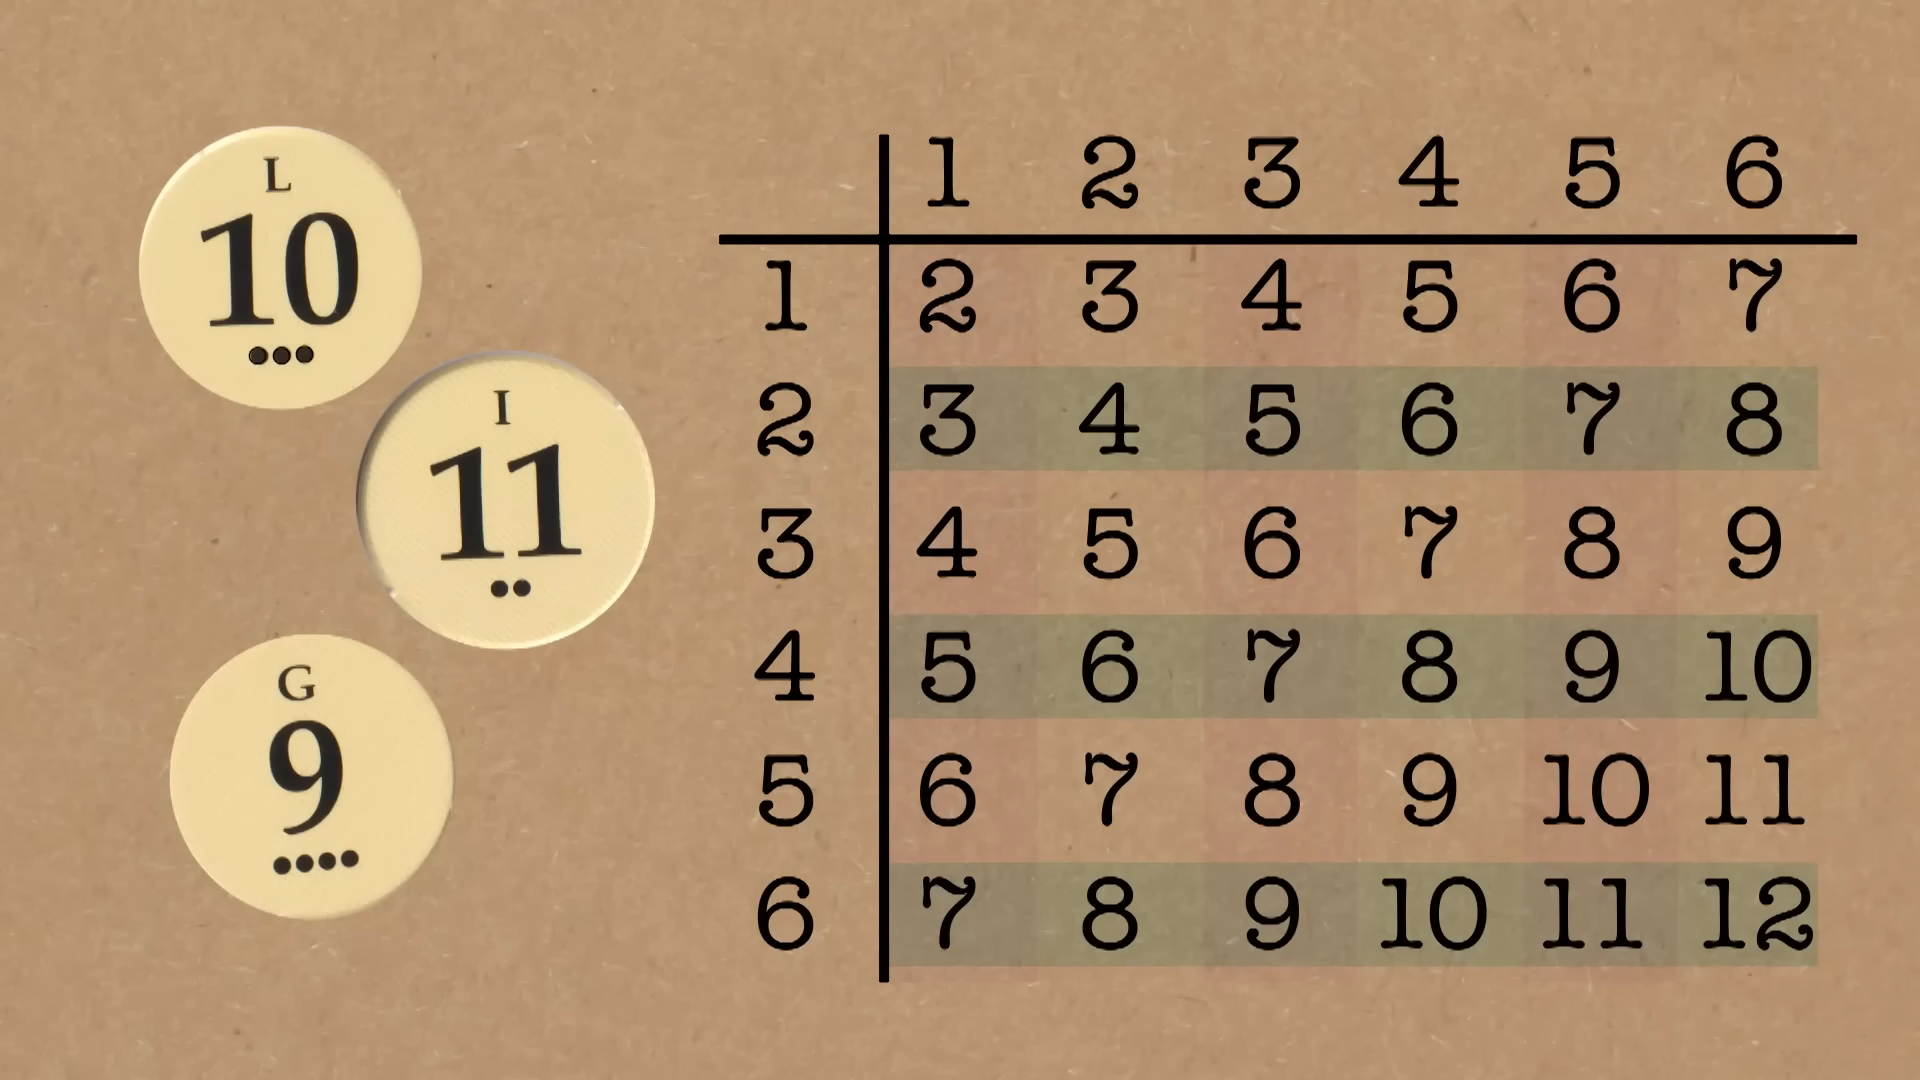 L
10
I
11
G
9
1 2 3 4 5 6
1 2 3 4 5 6 7
2 3 4 5 6 7 8
3 4 5 6 7 8 9
4 5 6 7 8 9 10
5 6 7 8 9 10 11
6 7 8 9 10 11 12